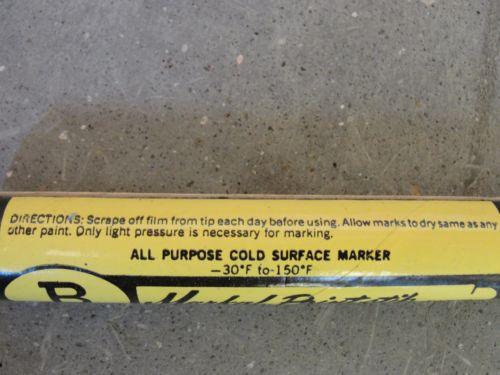 DIRECTIONS: Scrape off film from tip each day before using. Allow marks to dry same as any
other paint. Only light pressure is necessary for marking.
ALL PURPOSE COLD SURFACE MARKER
—30°F to-150°F
B